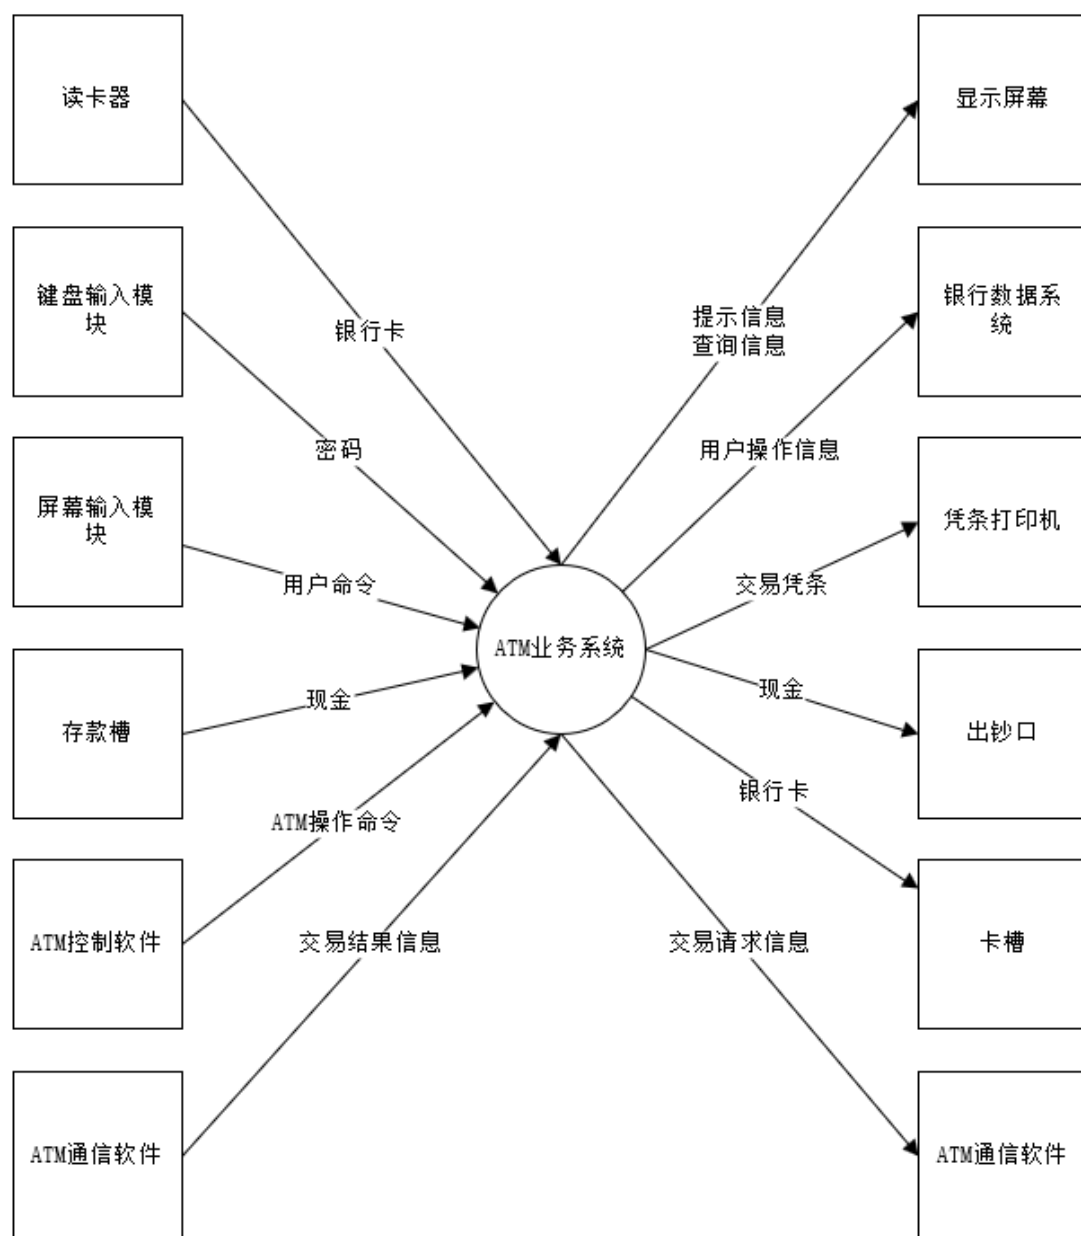 读卡器
显示屏幕
键盘输入模
块
银行卡
提示信息
查询信息
银行数据系
统
密码
用户操作信息
屏幕输入模
块
凭条打印机
用户命令
交易凭条
ATM业务系统
存款槽
现金
现金
出钞口
ATM操作命令
银行卡
ATM控制软件
交易结果信息
交易请求信息
卡槽
ATM通信软件
ATM通信软件